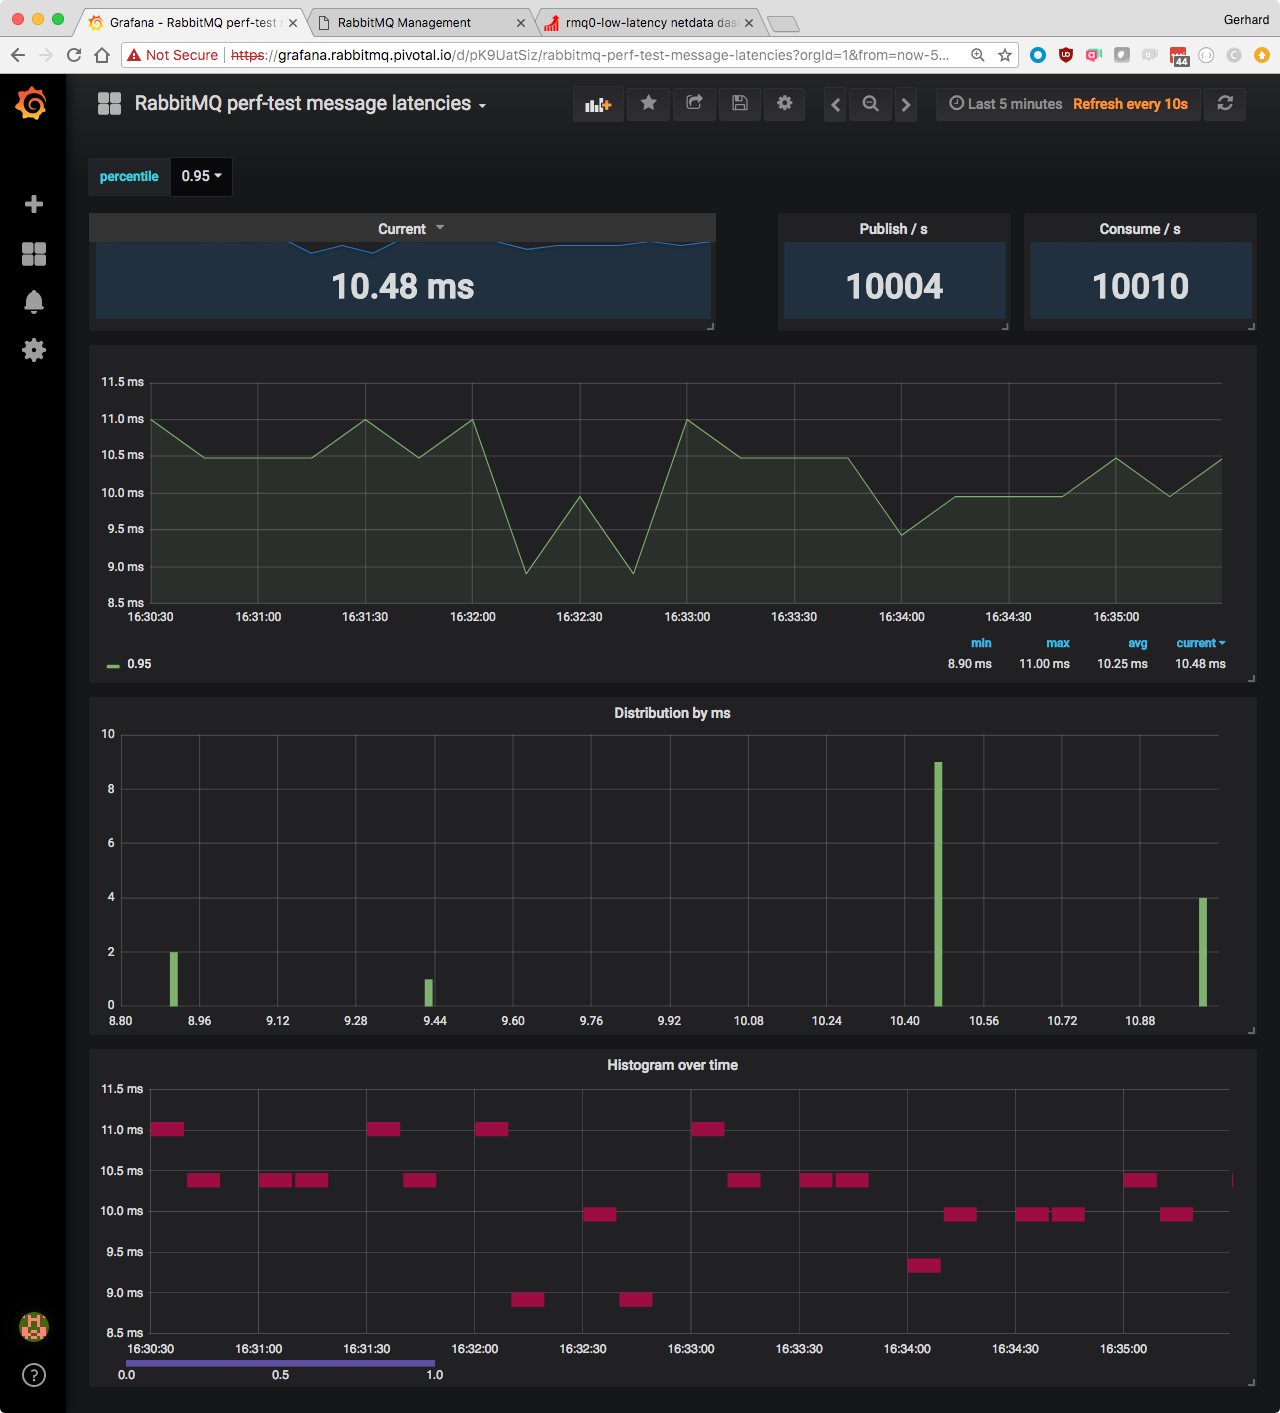 Grafana - RabbitMQ perf-test m
RabbitMQ Management
rmq0-low-latency netdata das
Gerhard
Not Secure https://grafana.rabbitmq.pivotal.io/d/pK9UatSiz/rabbitmq-perf-test-message-latencies?orgId=1&from=now-5...
44
RabbitMQ perf-test message latencies
Last 5 minutes Refresh every 10s
percentile 0.95
Current
10.48 ms
Publish / s
10004
Consume / s
10010
11.5 ms
11.0 ms
10.5 ms
10.0 ms
9.5 ms
9.0 ms
8.5 ms
16:30:30 16:31:00 16:31:30 16:32:00 16:32:30 16:33:00 16:33:30 16:34:00 16:34:30 16:35:00
min max avg current
0.95 8.90 ms 11.00 ms 10.25 ms 10.48 ms
Distribution by ms
10
8
6
4
2
0
8.80 8.96 9.12 9.28 9.44 9.60 9.76 9.92 10.08 10.24 10.40 10.56 10.72 10.88
Histogram over time
11.5 ms
11.0 ms
10.5 ms
10.0 ms
9.5 ms
9.0 ms
8.5 ms
16:30:30 16:31:00 16:31:30 16:32:00 16:32:30 16:33:00 16:33:30 16:34:00 16:34:30 16:35:00
0.0 0.5 1.0